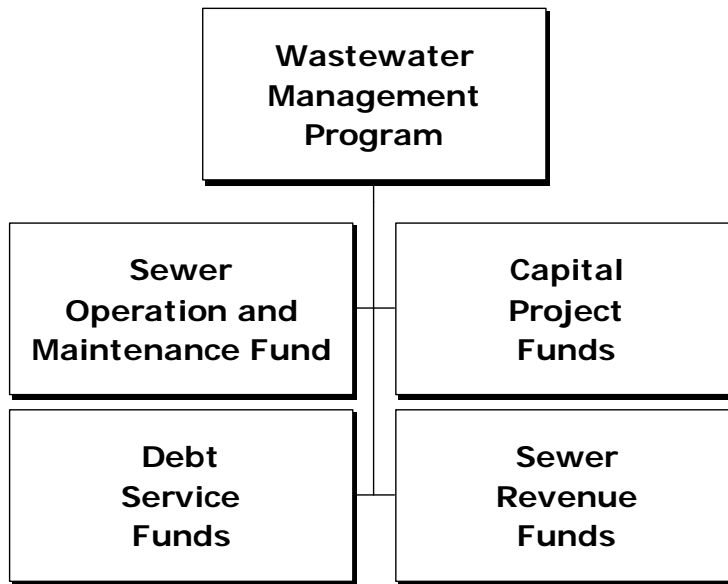 Wastewater
Management
Program
Sewer
Operation and
Maintenance Fund
Capital
Project
Funds
Debt
Service
Funds
Sewer
Revenue
Funds